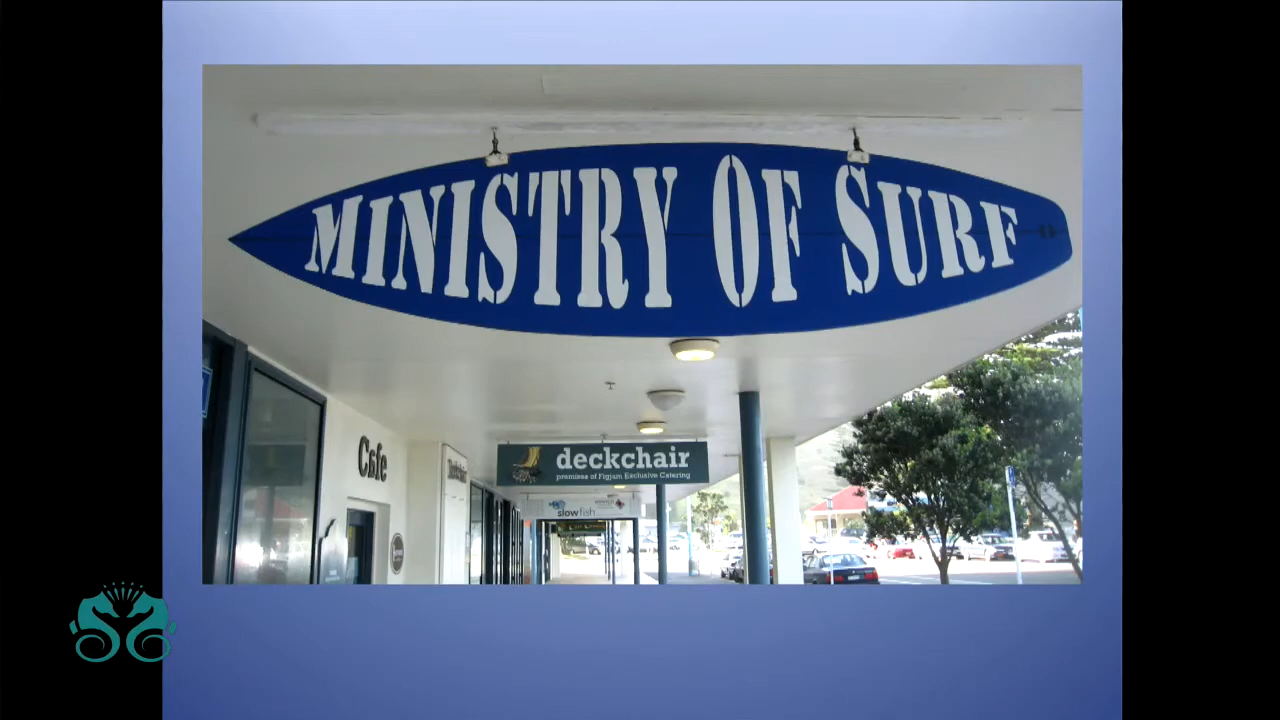 MINISTRY OF SURF
deckchair
premises of Figjam Exclusive Catering
Cafe
slowfish